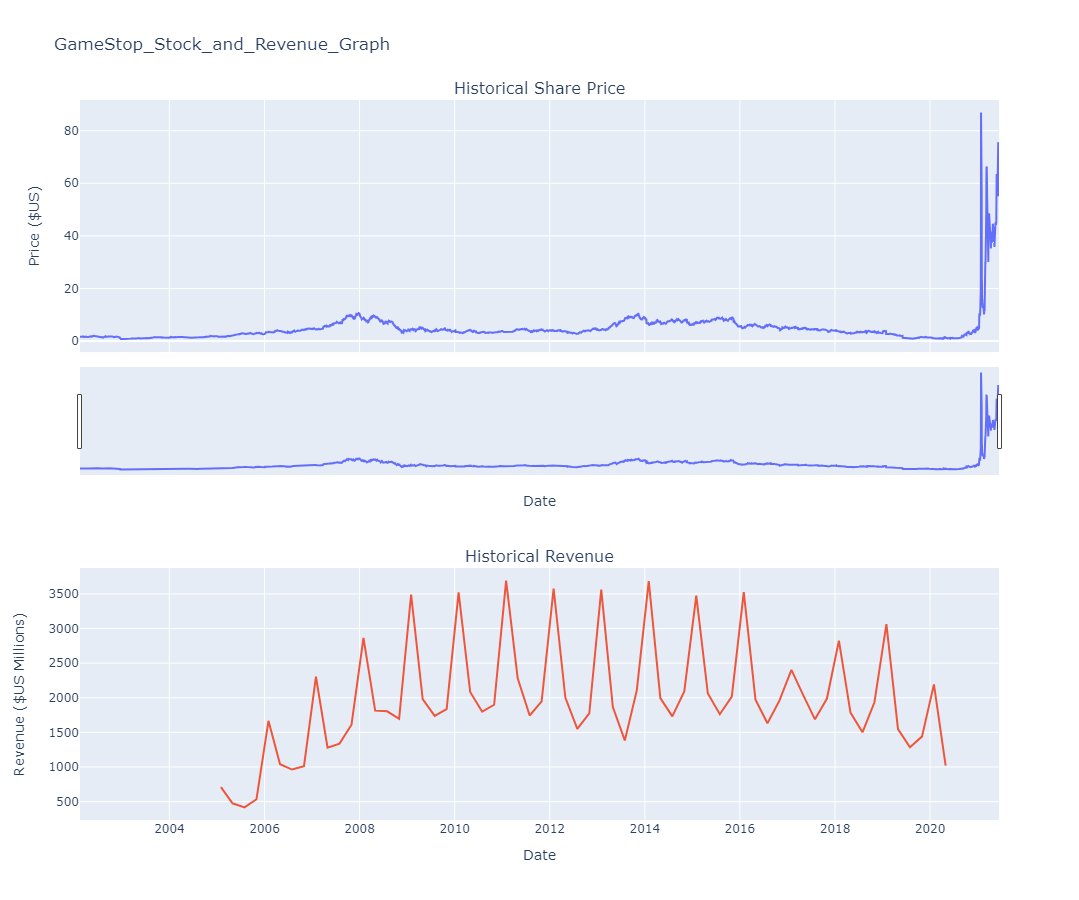 GameStop_Stock_and_Revenue_Graph
Historical Share Price
80
60
40
20
0
Price ($US)
Date
Historical Revenue
3500
3000
2500
2000
1500
1000
500
Revenue ($US Millions)
2004 2006 2008 2010 2012 2014 2016 2018 2020
Date